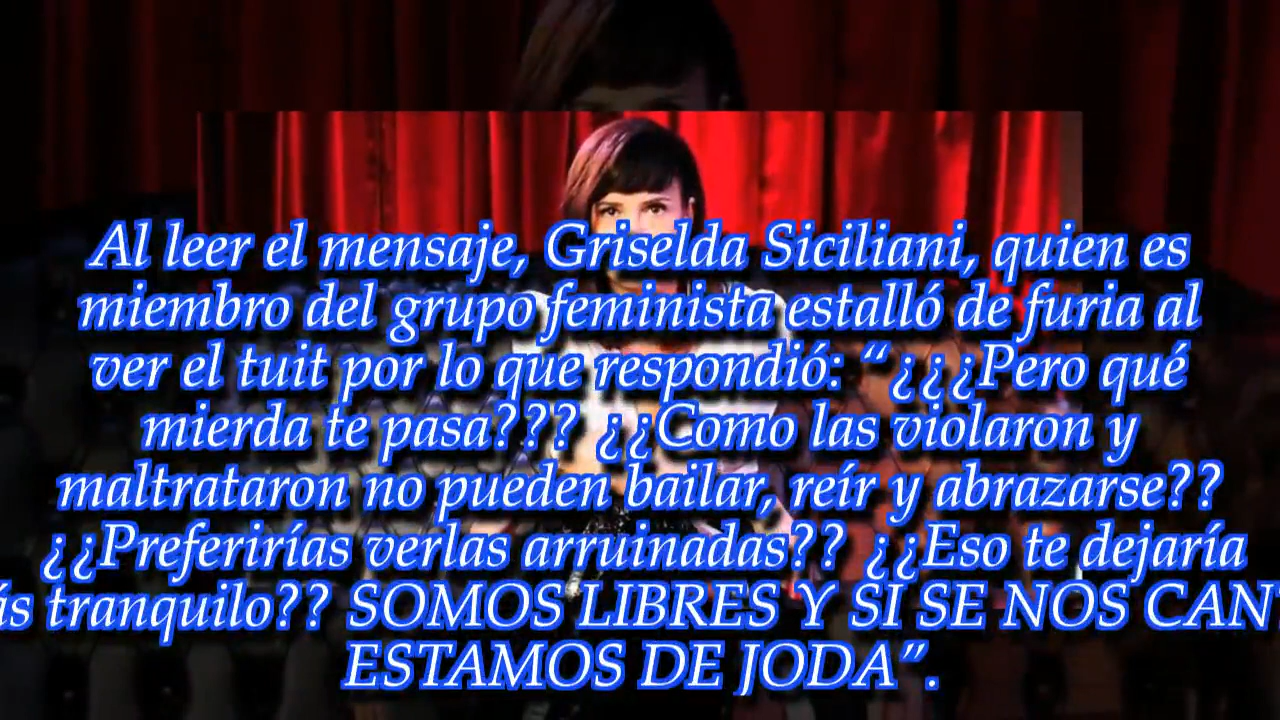 Al leer el mensaje, Griselda Siciliani, quien es
miembro del grupo feminista estalló de furia al
ver el tuit por lo que respondió: “¿¿¿Pero qué
mierda te pasa??? ¿¿Como las violaron y
maltrataron no pueden bailar, reír y abrazarse??
¿¿Preferirías verlas arruinadas?? ¿¿Eso te dejaría
tranquilo?? SOMOS LIBRES Y SI SE NOS
ESTAMOS DE JODA”.